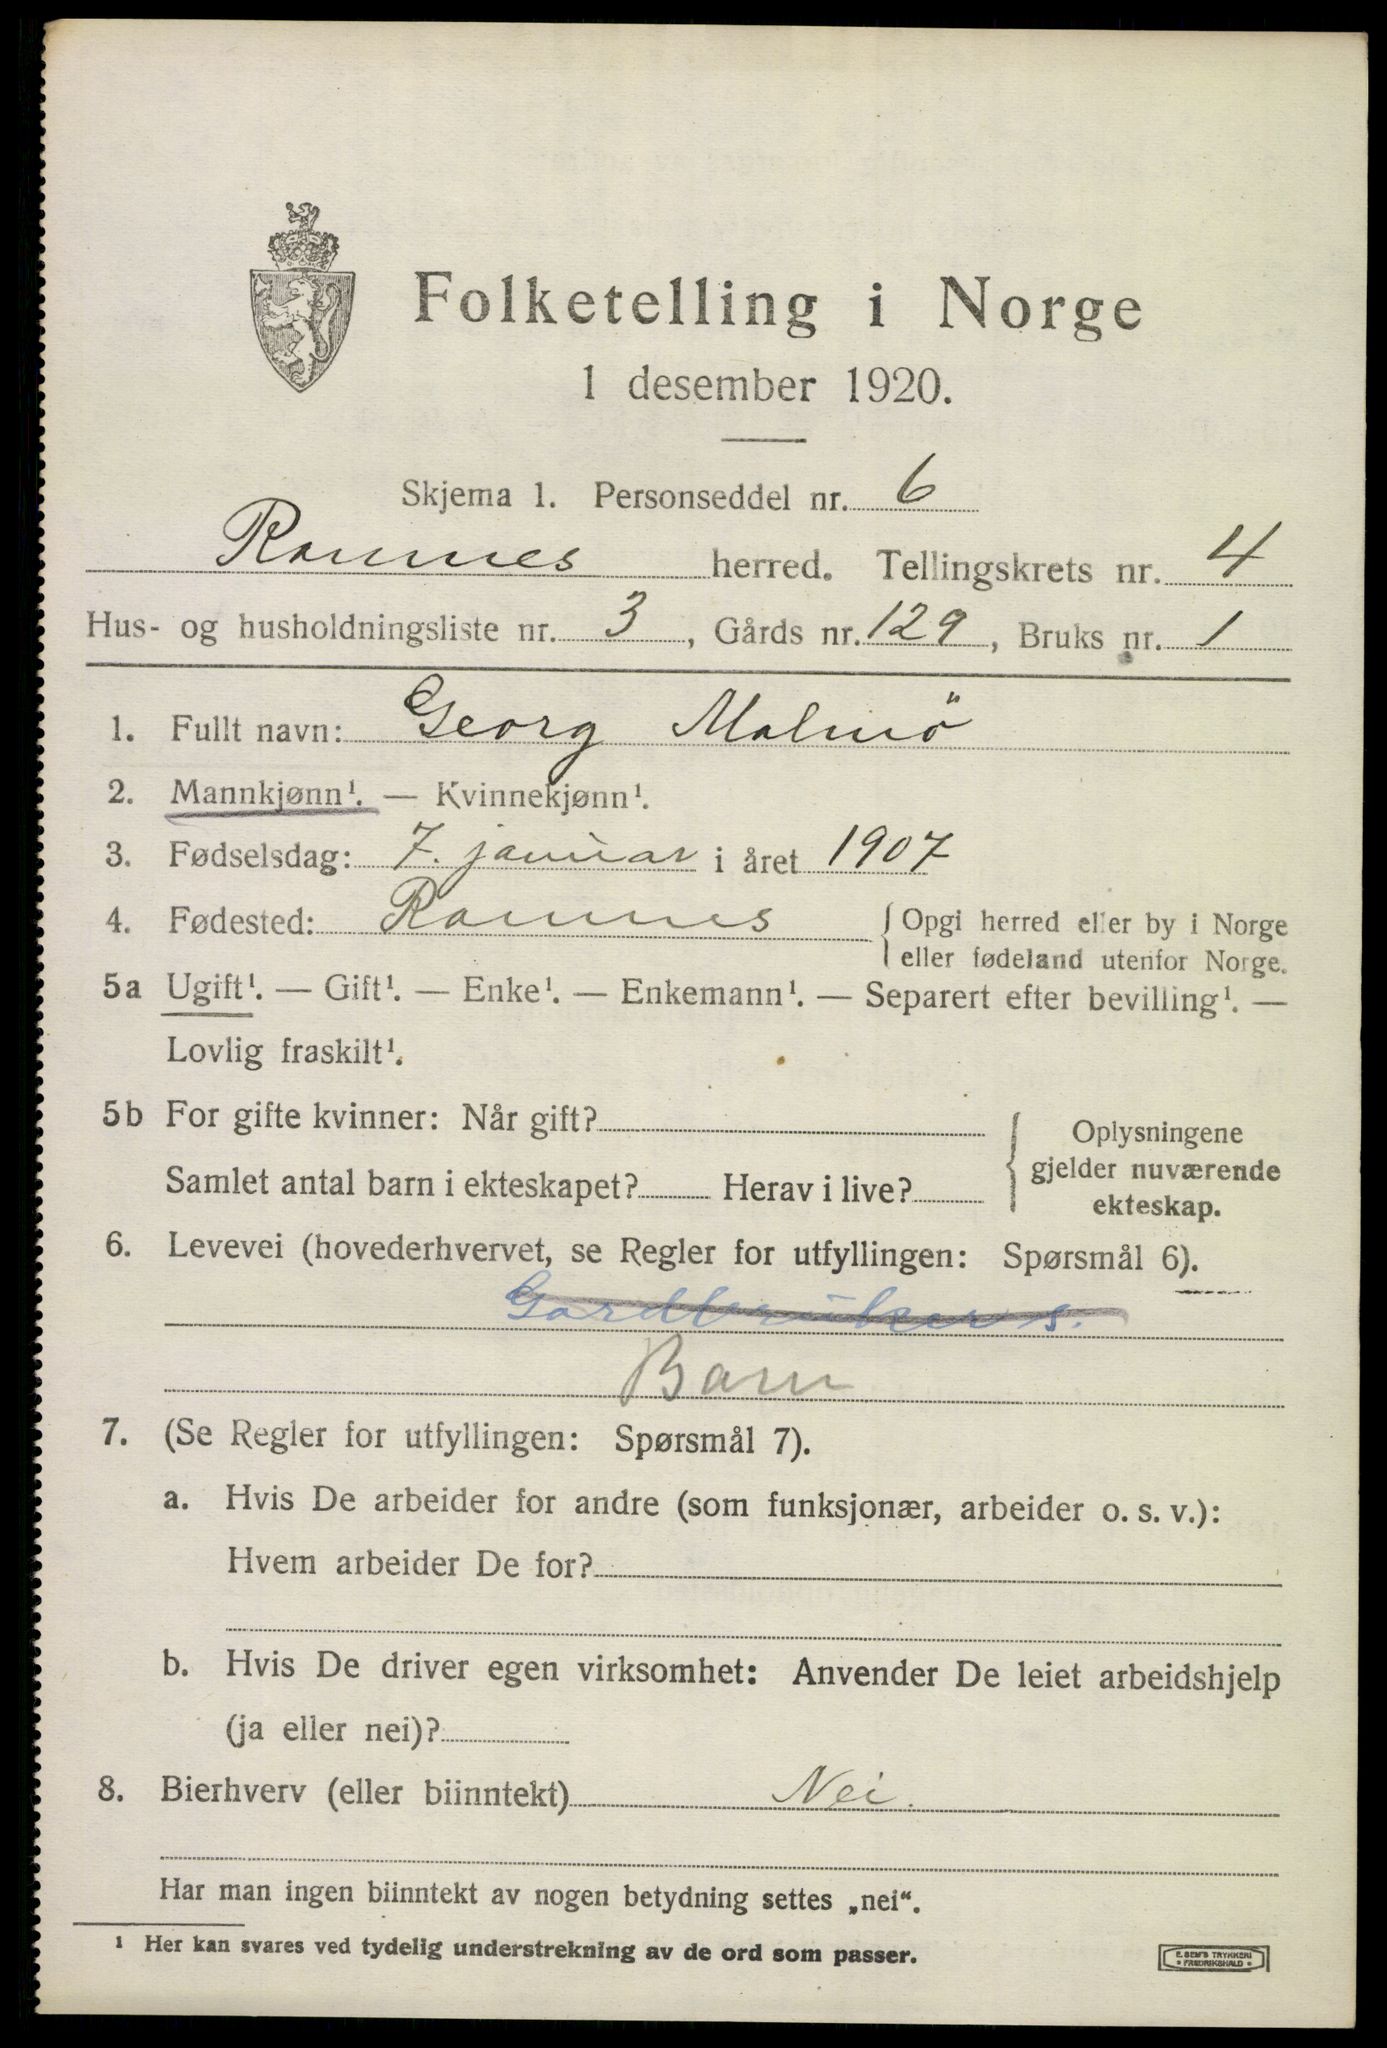 Folketelling i Norge
1 desember 1920.
Skjema 1. Personseddel nr. 6
Ramnes herred. Tellingskrets nr. 4
Hus- og husholdningsliste nr. 3, Gårds nr. 129, Bruks nr. 1
1. Fullt navn: Georg Malmö
2. Mannkjønn¹. — Kvinnekjønn¹.
3. Fødselsdag: 7. januar i året 1907
4. Fødested: Ramnes {Opgi herred eller by i Norge
eller fødeland utenfor Norge.
5a Ugift¹. — Gift¹. — Enke¹. — Enkemann¹. — Separert efter bevilling¹. —
Lovlig fraskilt¹.
5b For gifte kvinner: Når gift?
Samlet antal barn i ekteskapet? Herav i live?
Oplysningene
gjelder nuværende
ekteskap.
6. Levevei (hovederhvervet, se Regler for utfyllingen: Spørsmål 6).
Gardbrukers.
Barn
7. (Se Regler for utfyllingen: Spørsmål 7).
a. Hvis De arbeider for andre (som funksjonær, arbeider o. s. v.):
Hvem arbeider De for?
b. Hvis De driver egen virksomhet: Anvender De leiet arbeidshjelp
(ja eller nei)?
8. Bierhverv (eller biinntekt) Nei.
Har man ingen biinntekt av nogen betydning settes „nei“.
¹ Her kan svares ved tydelig understrekning av de ord som passer.
E. SEM'S TRYKKERI
* FREDRIKSHALD *